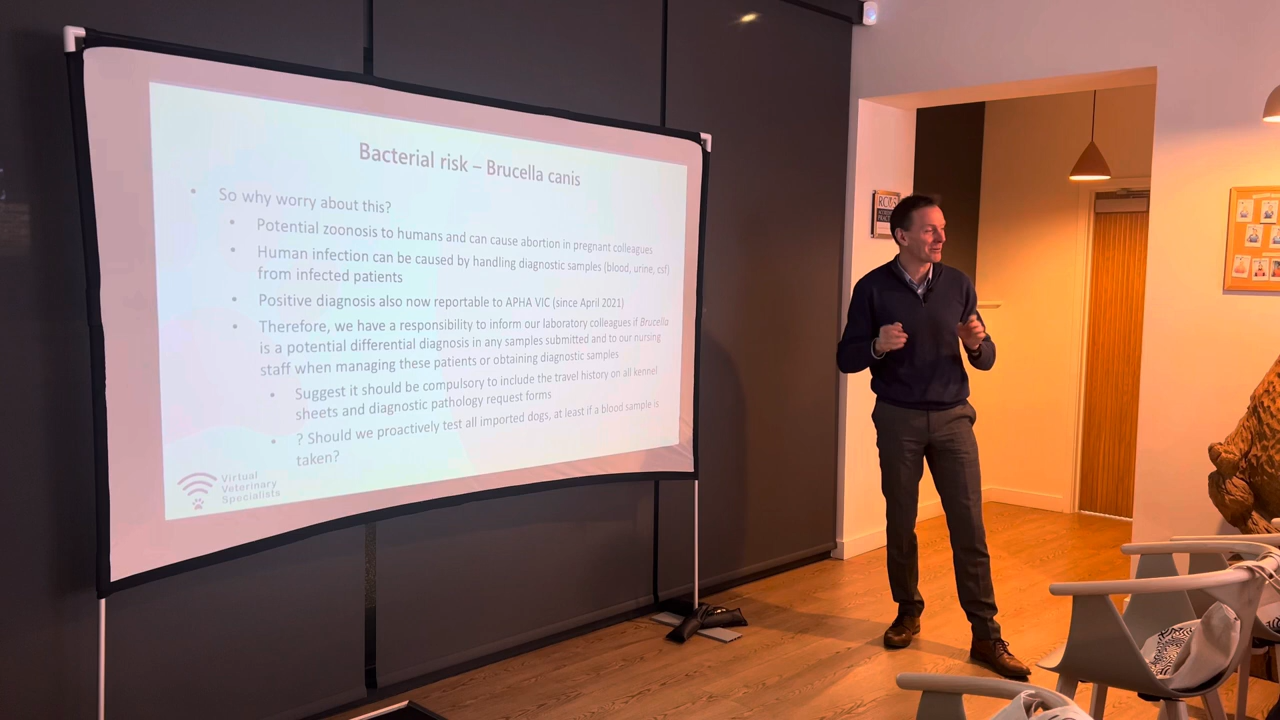 Bacterial risk – Brucella canis
• So why worry about this?
• Potential zoonosis to humans and can cause abortion in pregnant colleagues
• Human infection can be caused by handling diagnostic samples (blood, urine, csf)
from infected patients
• Positive diagnosis also now reportable to APHA VIC (since April 2021)
• Therefore, we have a responsibility to inform our laboratory colleagues if Brucella
is a potential differential diagnosis in any samples submitted and to our nursing
staff when managing these patients or obtaining diagnostic samples
• Suggest it should be compulsory to include the travel history on all kennel
sheets and diagnostic pathology request forms
• ? Should we proactively test all imported dogs, at least if a blood sample is
taken?
Virtual
Veterinary
Specialists